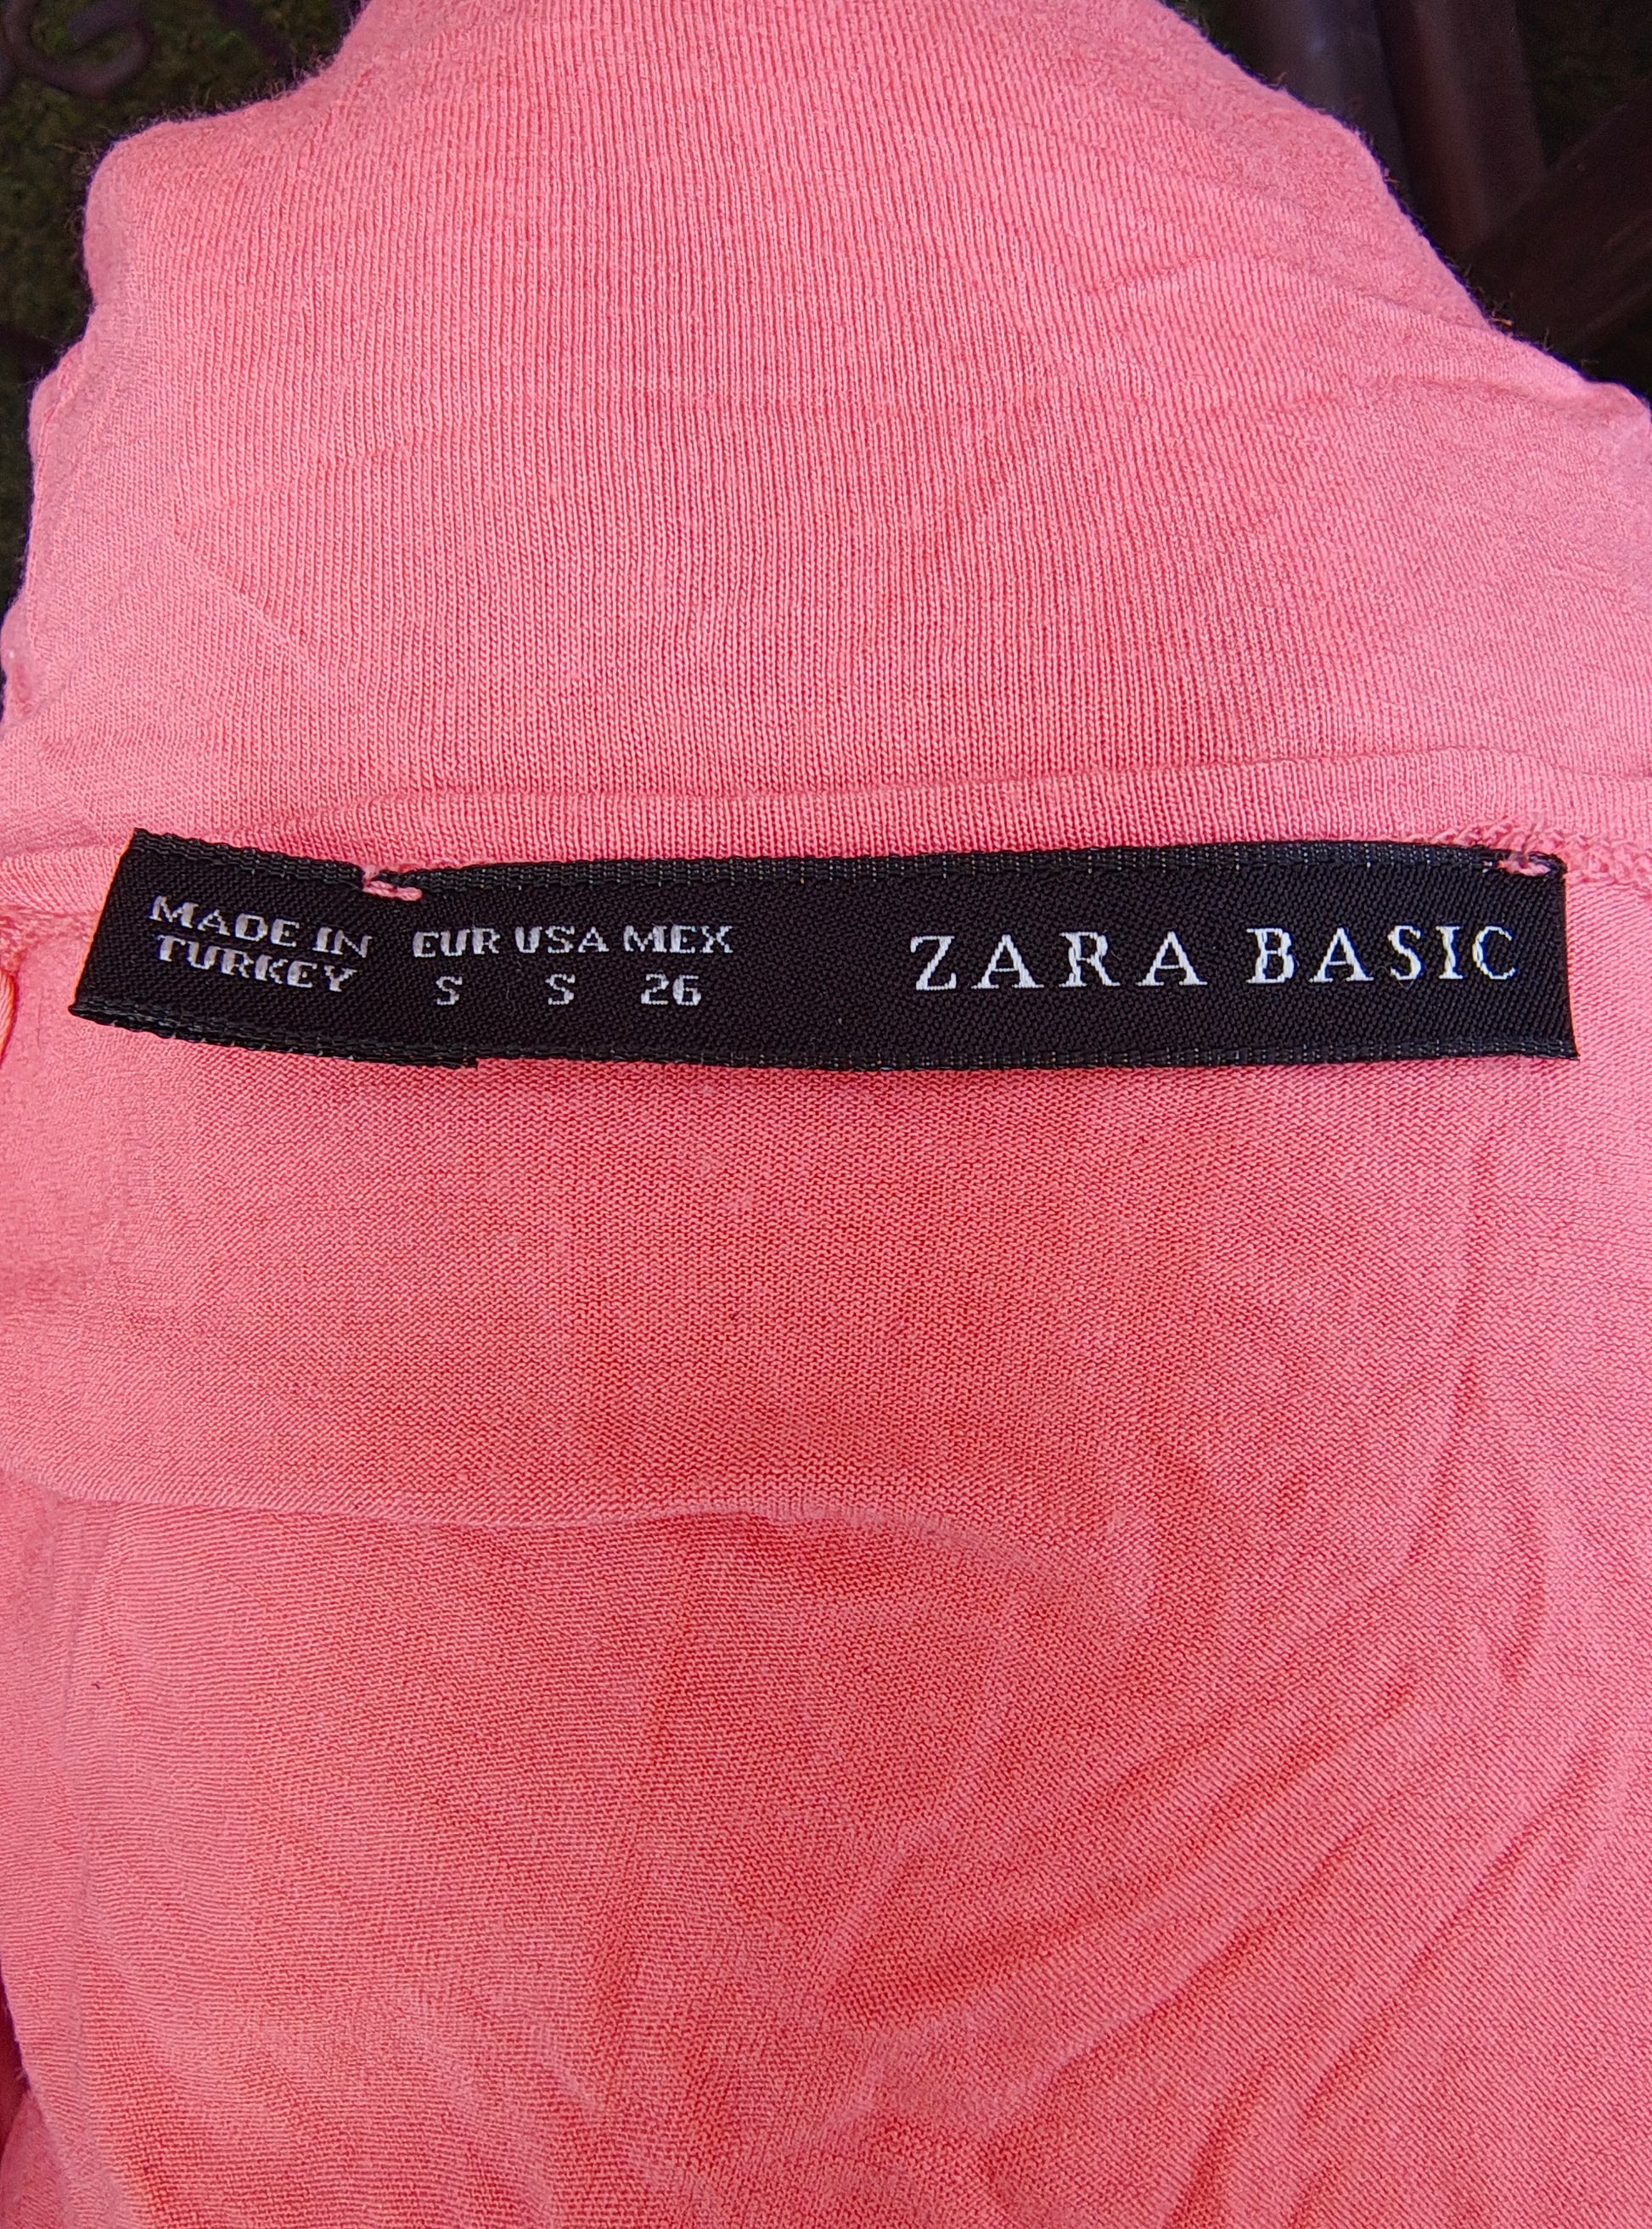 MADE IN
TURKEY
EUR USA MEX
S S 26
ZARA BASIC